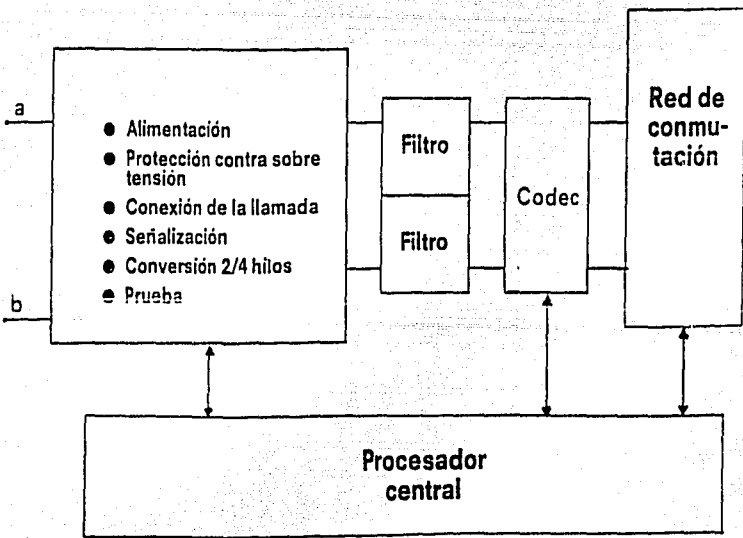 a
● Alimentación
● Protección contra sobre
tensión
● Conexión de la llamada
● Señalización
● Conversión 2/4 hilos
● Prueba
b
Filtro
Filtro
Codec
Red de
conmu-
tación
Procesador
central